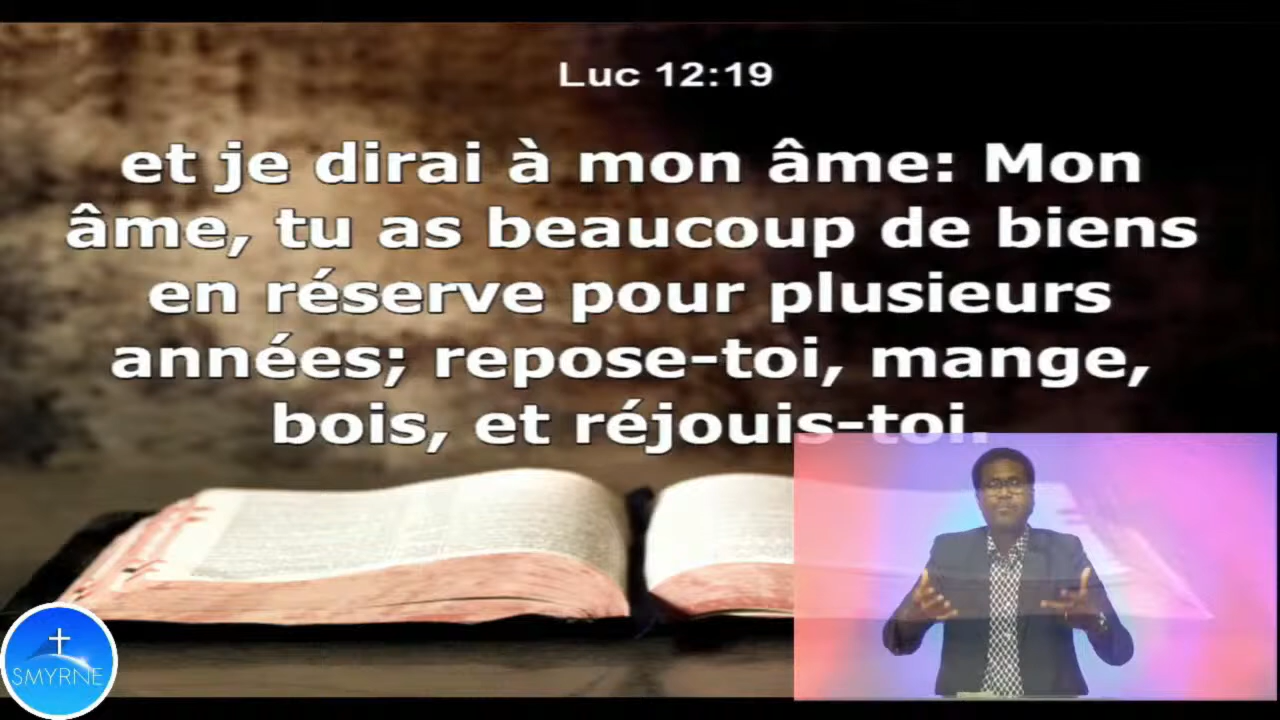 Luc 12:19
et je dirai à mon âme: Mon
âme, tu as beaucoup de biens
en réserve pour plusieurs
années; repose-toi, mange,
bois, et réjouis-toi.
SMYRNE